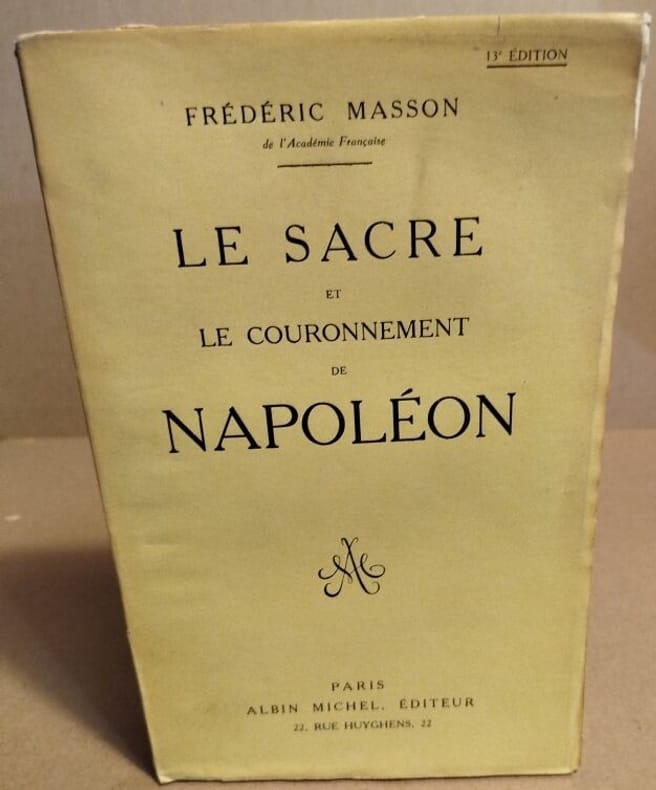 13e ÉDITION
FRÉDÉRIC MASSON
de l'Académie Française
LE SACRE
ET
LE COURONNEMENT
DE
NAPOLÉON
AM
PARIS
ALBIN MICHEL, ÉDITEUR
22, RUE HUYGHENS, 22